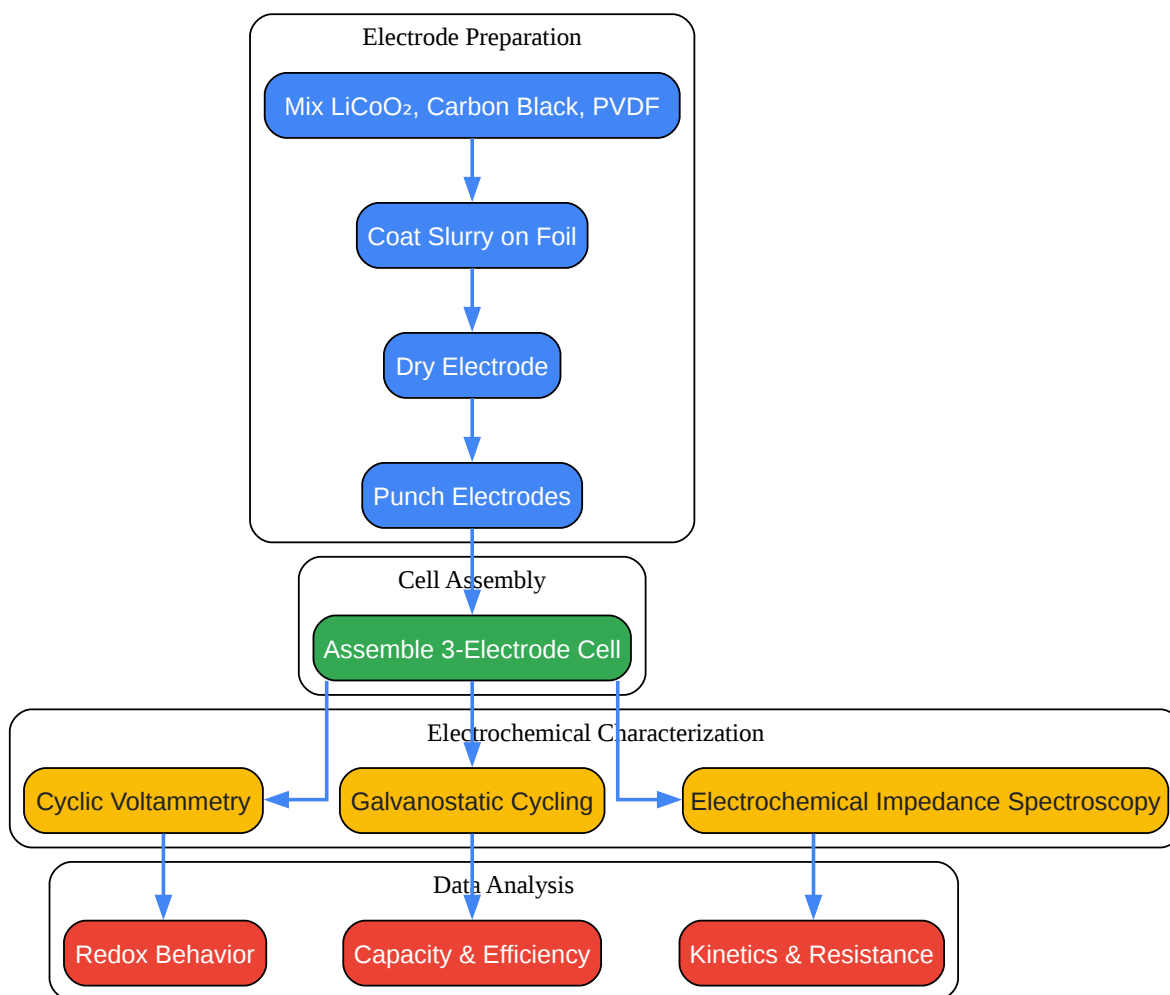 Electrode Preparation
Mix LiCoO₂, Carbon Black, PVDF
Coat Slurry on Foil
Dry Electrode
Punch Electrodes
Cell Assembly
Assemble 3-Electrode Cell
Electrochemical Characterization
Cyclic Voltammetry
Galvanostatic Cycling
Electrochemical Impedance Spectroscopy
Data Analysis
Redox Behavior
Capacity & Efficiency
Kinetics & Resistance